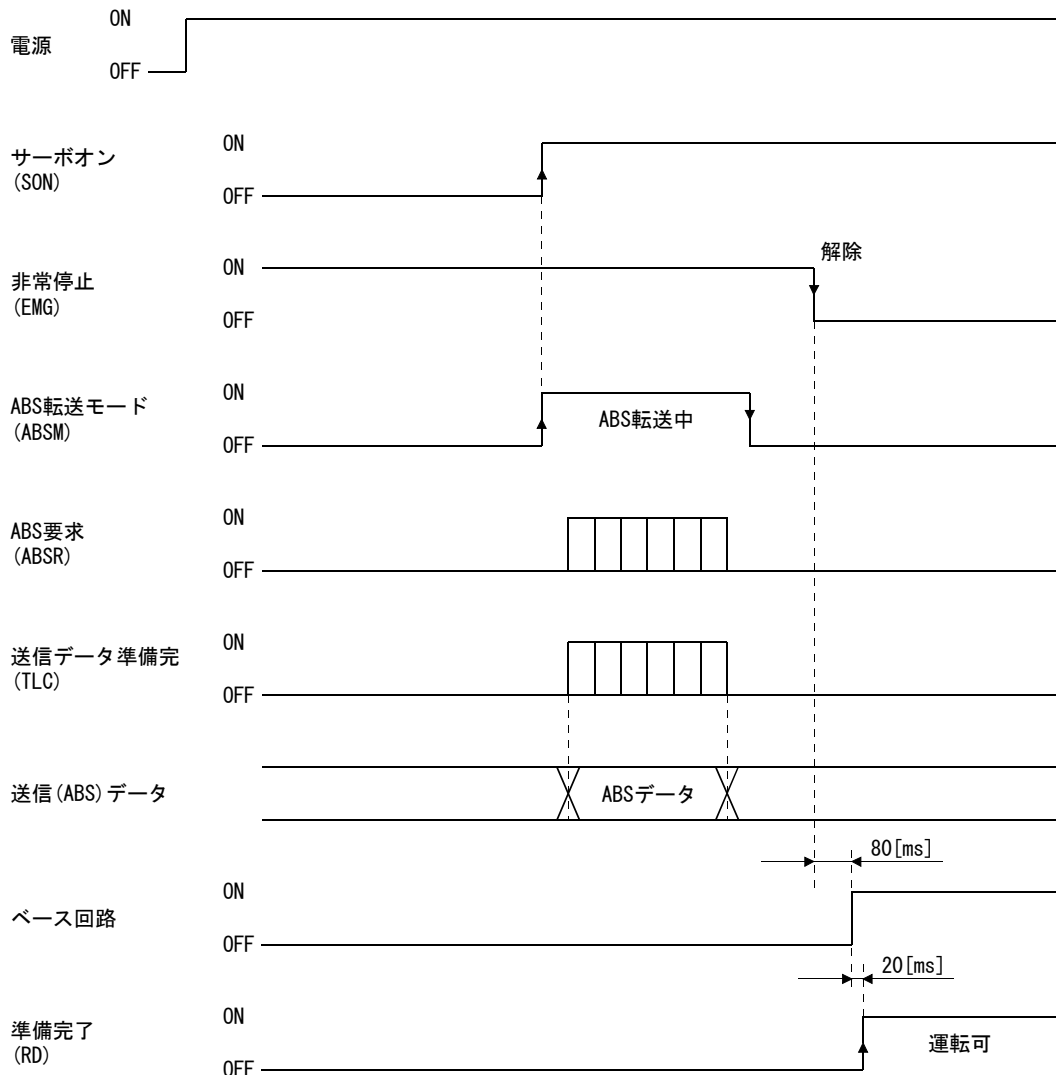 ON
電源
OFF
ON
サーボオン
(SON)
OFF
解除
ON
非常停止
(EMG)
OFF
ON
ABS転送モード
(ABSM)
ABS転送中
OFF
ON
ABS要求
(ABSR)
OFF
ON
送信データ準備完
(TLC)
OFF
送信(ABS)データ
ABSデータ
80[ms]
ON
ベース回路
OFF
20[ms]
ON
準備完了
(RD)
運転可
OFF